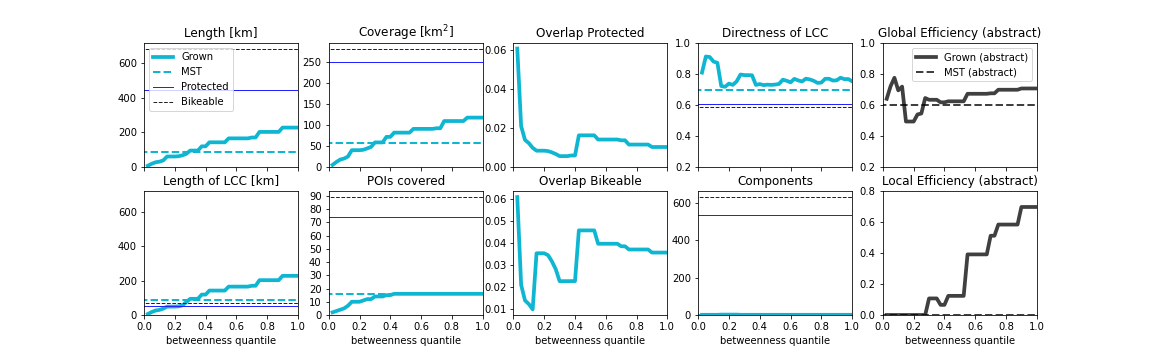 Length [km]
Coverage [km²]
Overlap Protected
Directness of LCC
Global Efficiency (abstract)
600
400
200
0
Grown
MST
Protected
Bikeable
250
200
150
100
50
0
0.06
0.04
0.02
0.00
1.0
0.8
0.6
0.4
0.2
1.0
0.8
0.6
0.4
0.2
Grown (abstract)
MST (abstract)
Length of LCC [km]
POIs covered
Overlap Bikeable
Components
Local Efficiency (abstract)
600
400
200
0
90
80
70
60
50
40
30
20
10
0
0.06
0.05
0.04
0.03
0.02
0.01
600
400
200
0
0.8
0.6
0.4
0.2
0.0
0.0 0.2 0.4 0.6 0.8 1.0
0.0 0.2 0.4 0.6 0.8 1.0
0.0 0.2 0.4 0.6 0.8 1.0
0.0 0.2 0.4 0.6 0.8 1.0
0.0 0.2 0.4 0.6 0.8 1.0
betweenness quantile
betweenness quantile
betweenness quantile
betweenness quantile
betweenness quantile